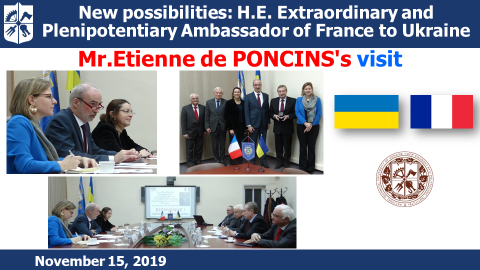 New possibilities: H.E. Extraordinary and
Plenipotentiary Ambassador of France to Ukraine
Mr.Etienne de PONCINS's visit
November 15, 2019